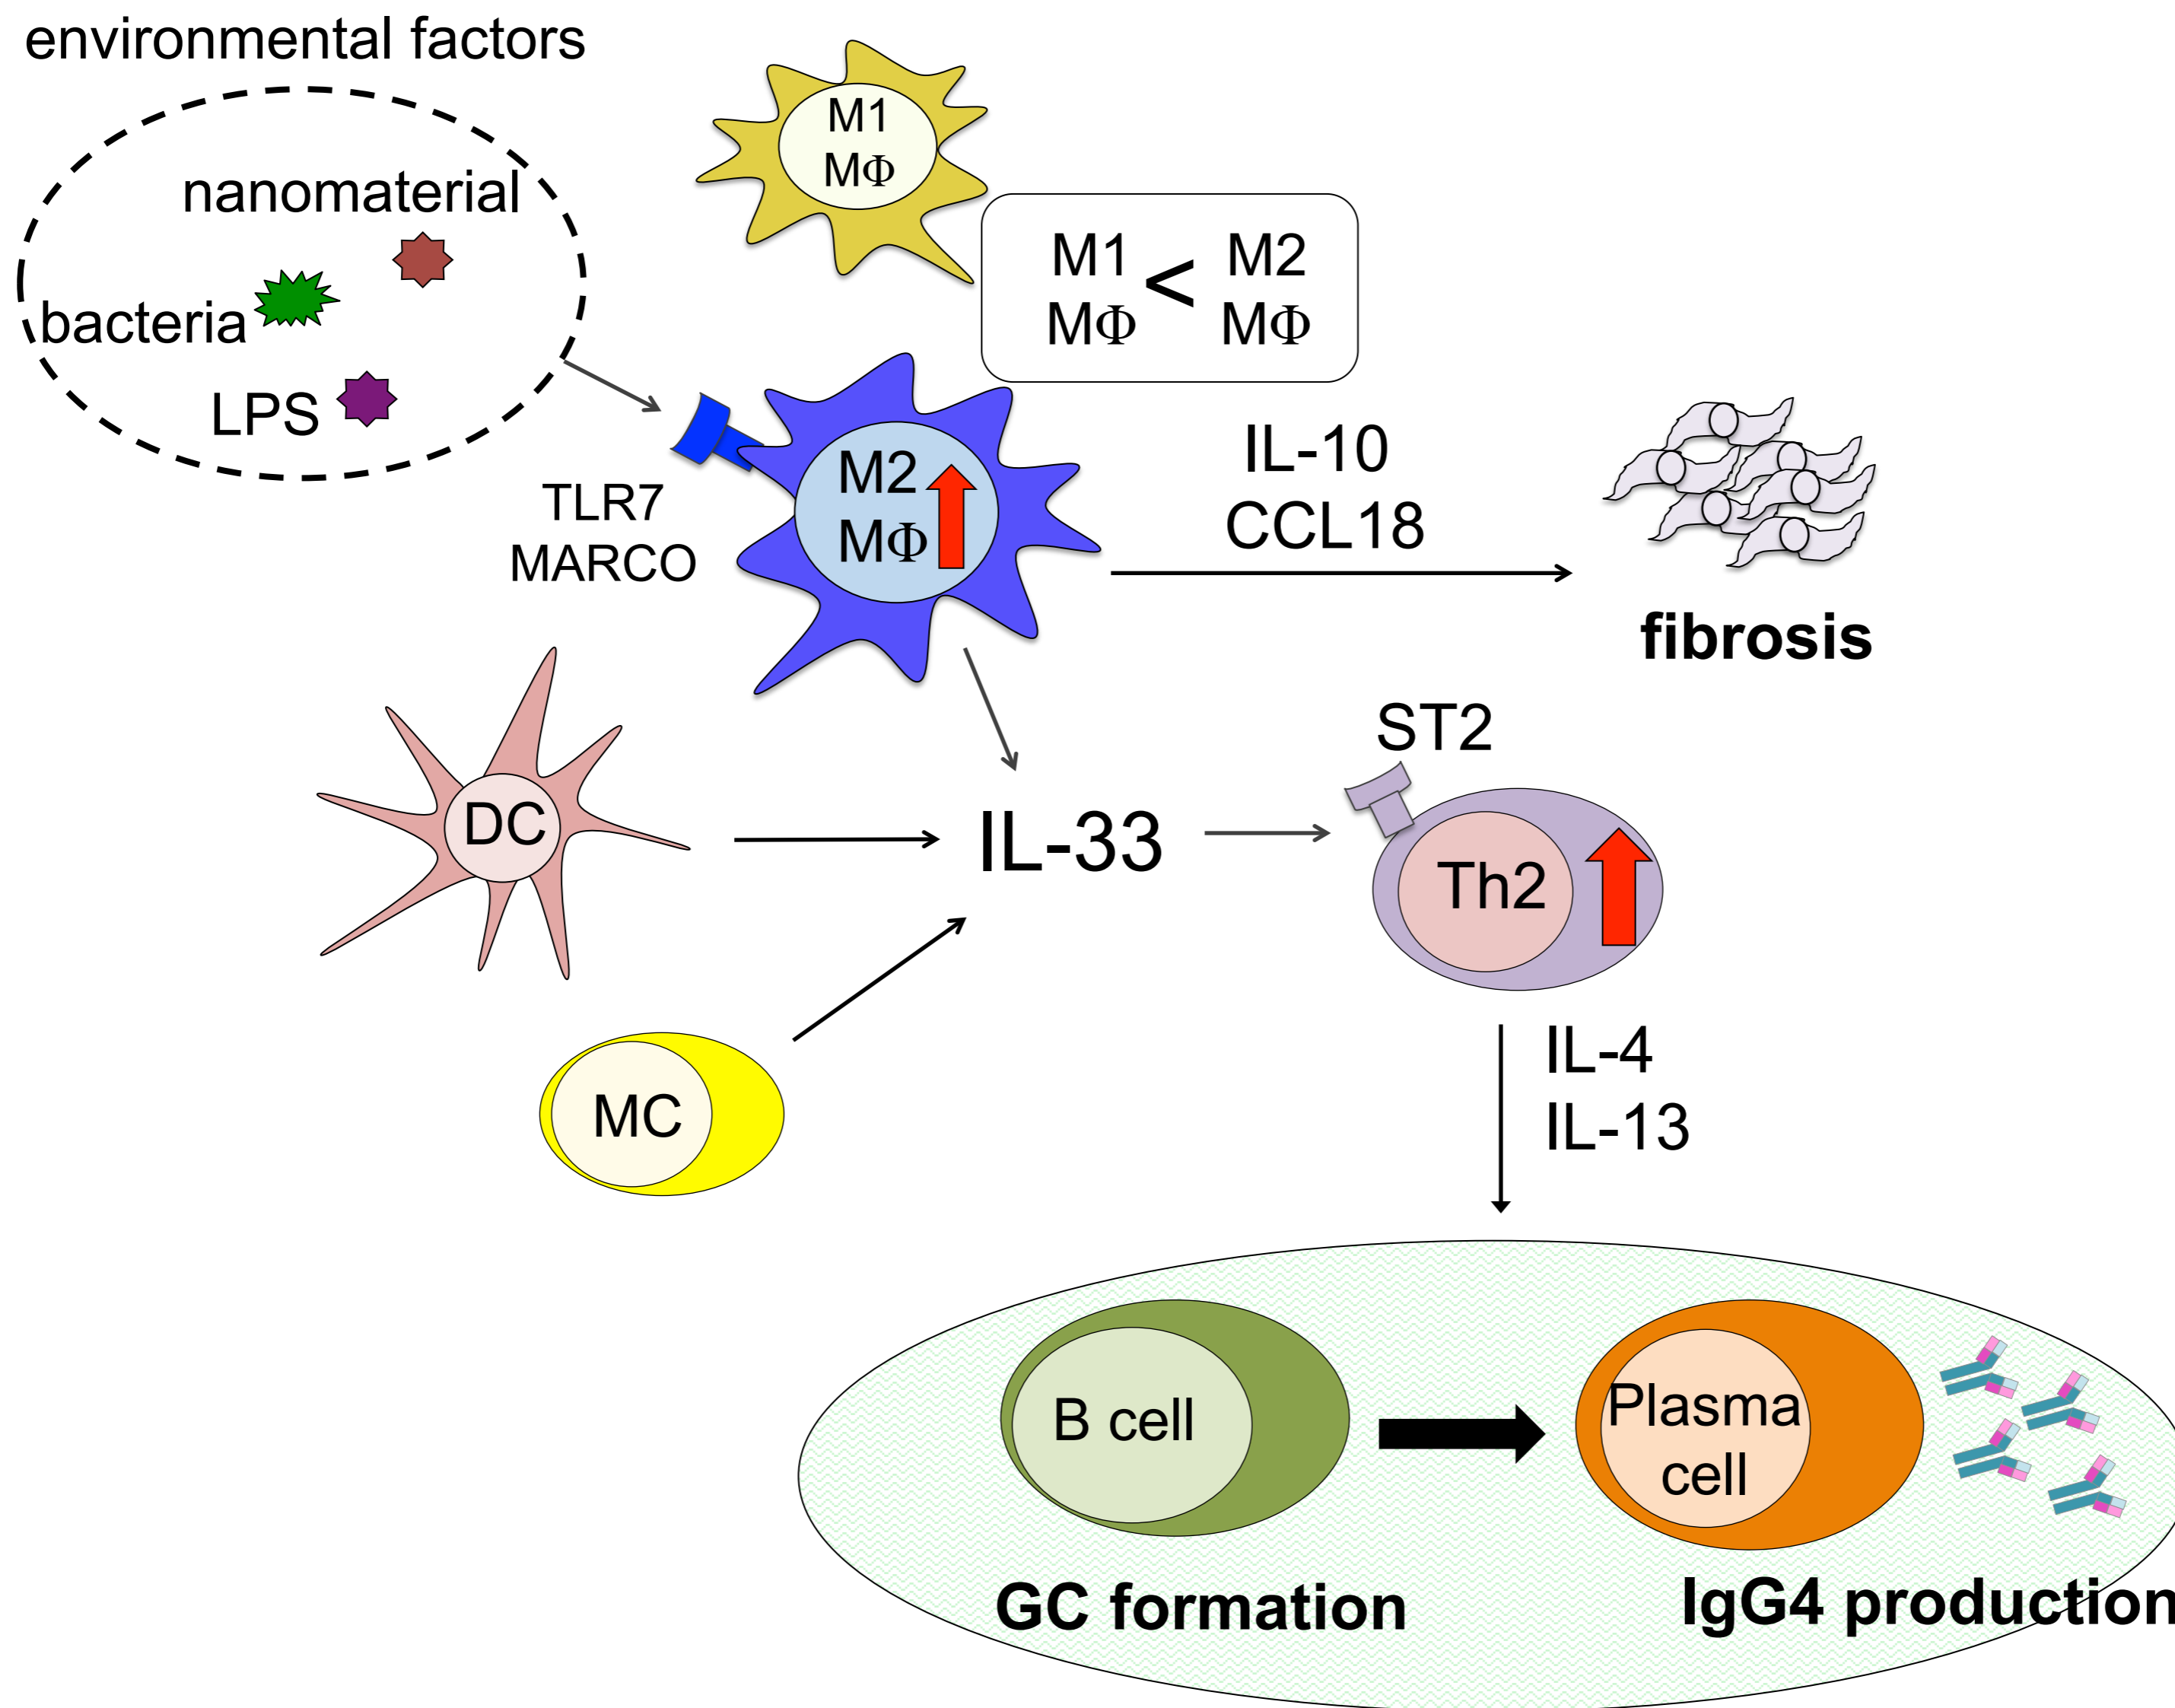 environmental factors
nanomaterial
bacteria
LPS
M1
MΦ
M1 < M2
MΦ MΦ
TLR7
MARCO
M2
MΦ
IL-10
CCL18
fibrosis
DC
IL-33
ST2
Th2
MC
IL-4
IL-13
B cell
Plasma
cell
GC formation
IgG4 production